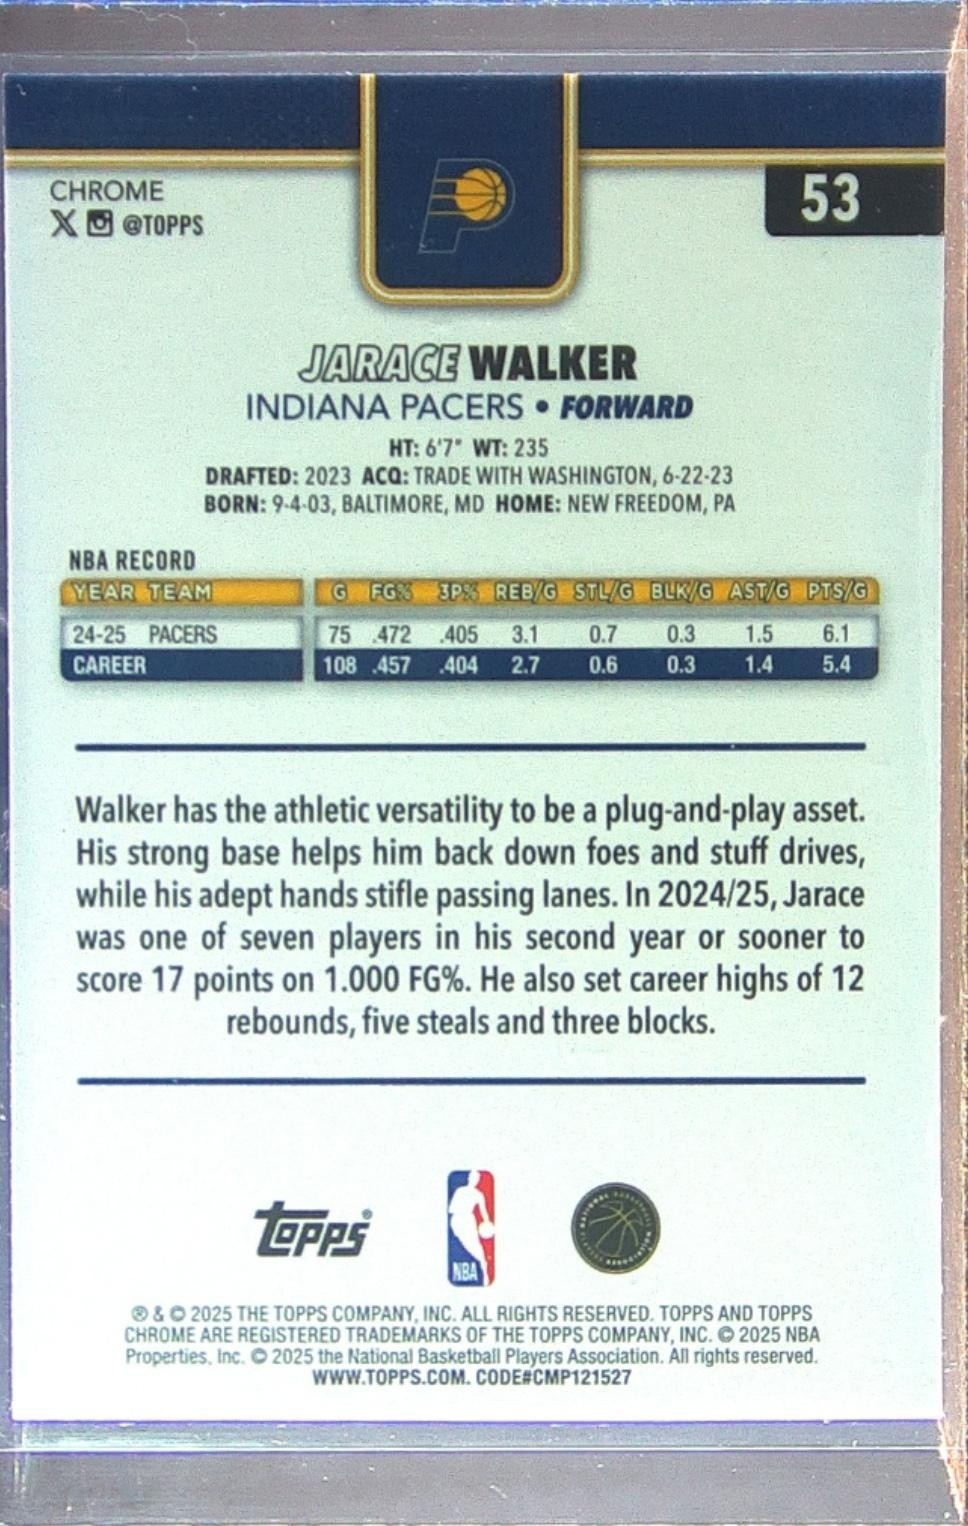 CHROME
53
X @TOPPS
JARACE WALKER
INDIANA PACERS • FORWARD
HT: 6'7" WT: 235
DRAFTED: 2023 ACQ: TRADE WITH WASHINGTON, 6-22-23
BORN: 9-4-03, BALTIMORE, MD HOME: NEW FREEDOM, PA
NBA RECORD
YEAR TEAM G FG% 3P% REB/G STL/G BLK/G AST/G PTS/G
24-25 PACERS 75 .472 .405 3.1 0.7 0.3 1.5 6.1
CAREER 108 .457 .404 2.7 0.6 0.3 1.4 5.4
Walker has the athletic versatility to be a plug-and-play asset.
His strong base helps him back down foes and stuff drives,
while his adept hands stifle passing lanes. In 2024/25, Jarace
was one of seven players in his second year or sooner to
score 17 points on 1.000 FG%. He also set career highs of 12
rebounds, five steals and three blocks.
Topps®
NBA
® & © 2025 THE TOPPS COMPANY, INC. ALL RIGHTS RESERVED. TOPPS AND TOPPS
CHROME ARE REGISTERED TRADEMARKS OF THE TOPPS COMPANY, INC. © 2025 NBA
Properties, Inc. © 2025 the National Basketball Players Association. All rights reserved.
WWW.TOPPS.COM. CODE#CMP121527